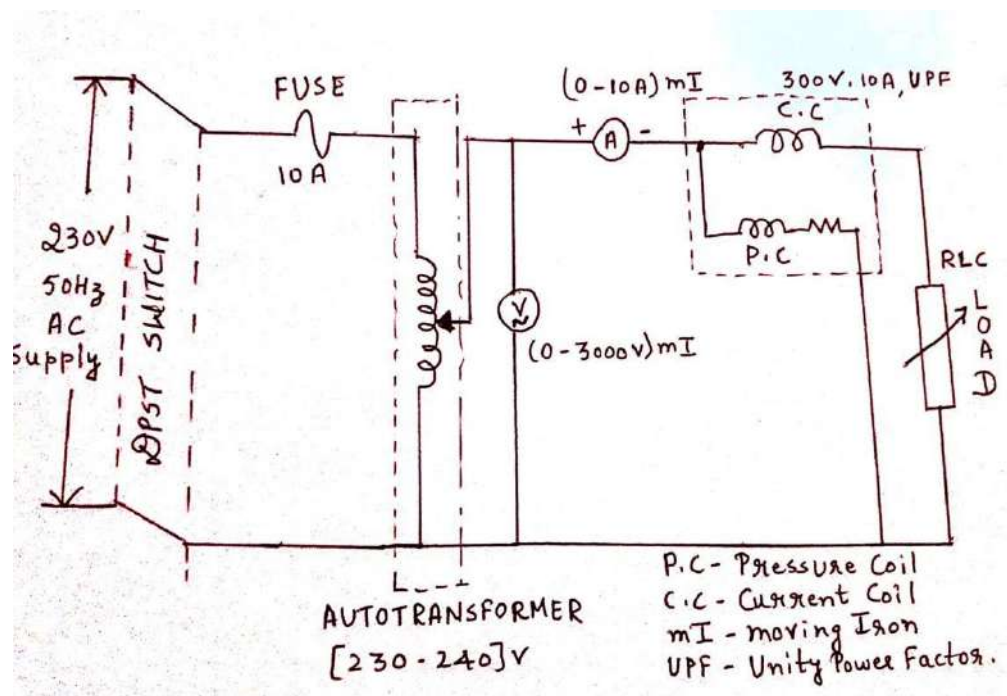 FUSE
10A
(0-10A) mI
300V, 10A, UPF
C.C
+ A -
P.C
230V
50Hz
AC
Supply
DPST SWITCH
V
(0-3000V) mI
RLC
LOAD
AUTOTRANSFORMER
[230-240]V
P.C - Pressure Coil
C.C - Current Coil
mI - moving Iron
UPF - Unity Power Factor.